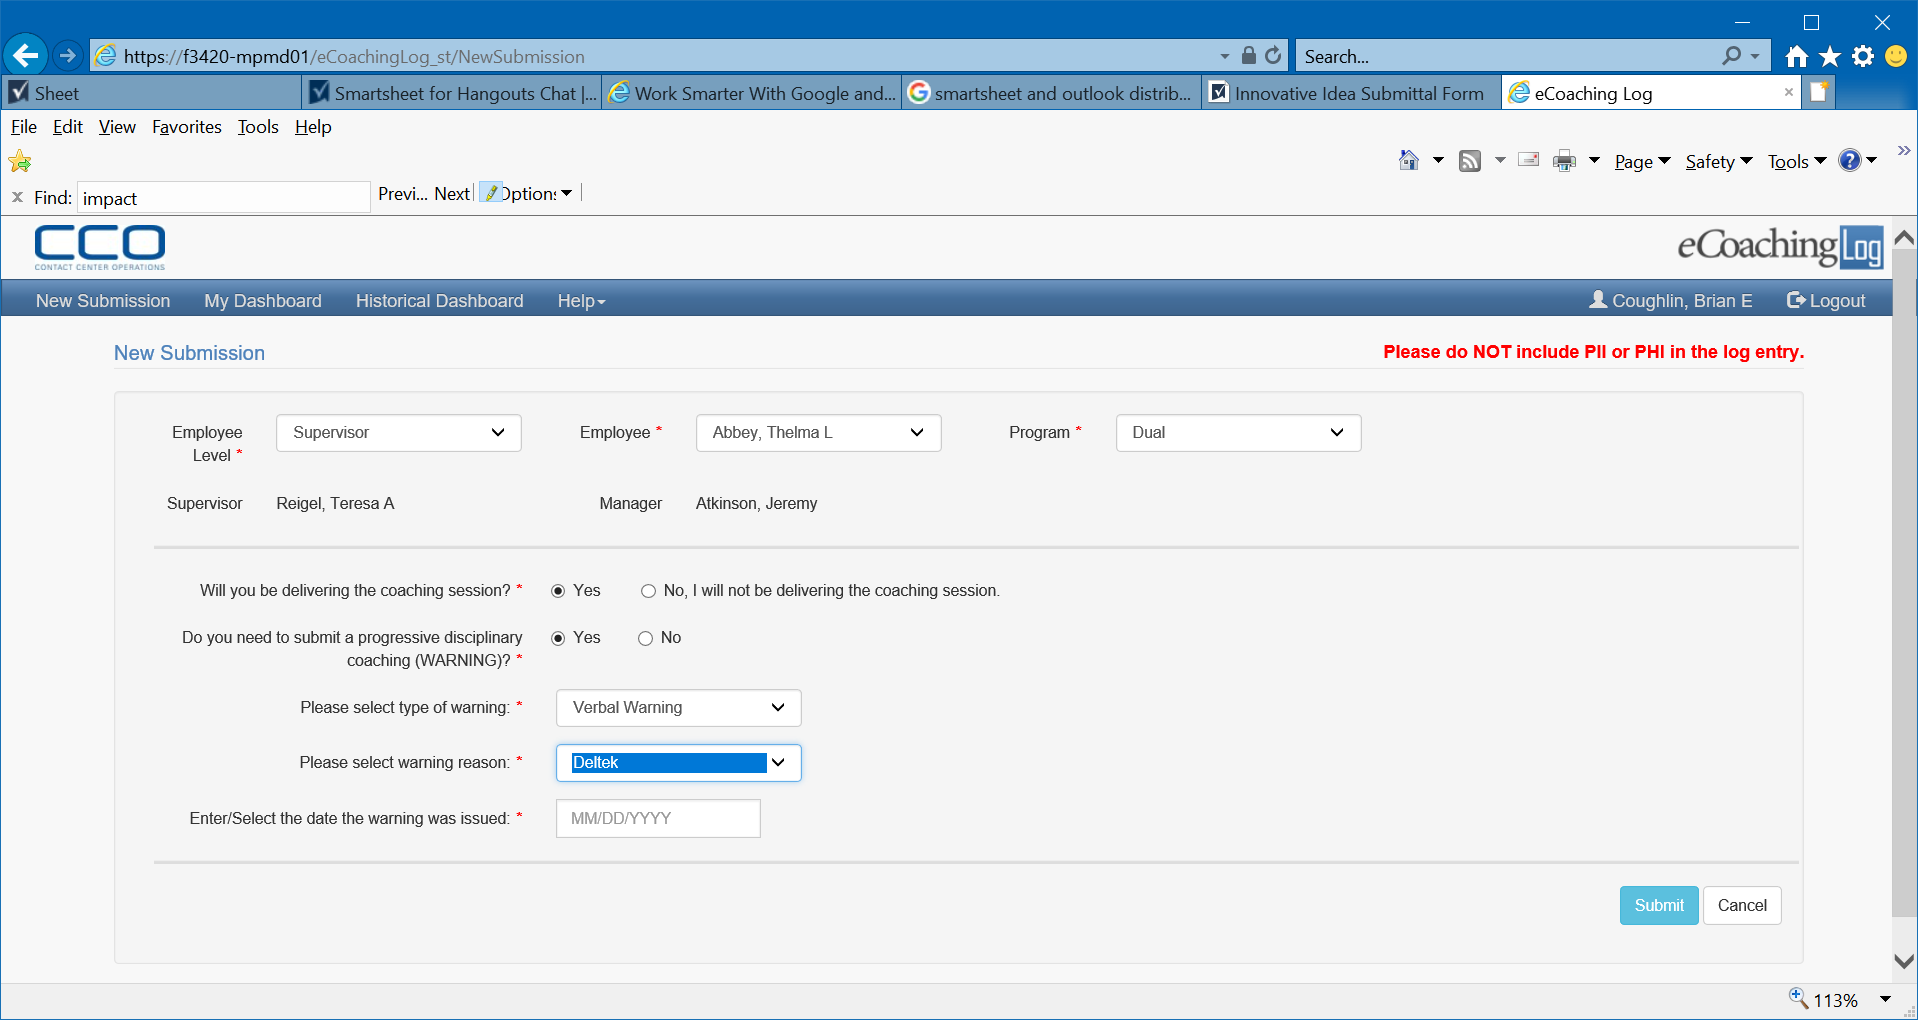 https://f3420-mpmd01/eCoachingLog_st/NewSubmission
Search...
Sheet
Smartsheet for Hangouts Chat |...
Work Smarter With Google and...
smartsheet and outlook distrib...
Innovative Idea Submittal Form
eCoaching Log
File Edit View Favorites Tools Help
Page Safety Tools
x Find: impact Previ... Next Options
CCO
CONTACT CENTER OPERATIONS
eCoaching Log
New Submission My Dashboard Historical Dashboard Help
Coughlin, Brian E Logout
New Submission
Please do NOT include PII or PHI in the log entry.
Employee Level * Supervisor
Employee * Abbey, Thelma L
Program * Dual
Supervisor Reigel, Teresa A
Manager Atkinson, Jeremy
Will you be delivering the coaching session? * Yes No, I will not be delivering the coaching session.
Do you need to submit a progressive disciplinary
coaching (WARNING)? * Yes No
Please select type of warning: * Verbal Warning
Please select warning reason: * Deltek
Enter/Select the date the warning was issued: * MM/DD/YYYY
Submit Cancel
113%